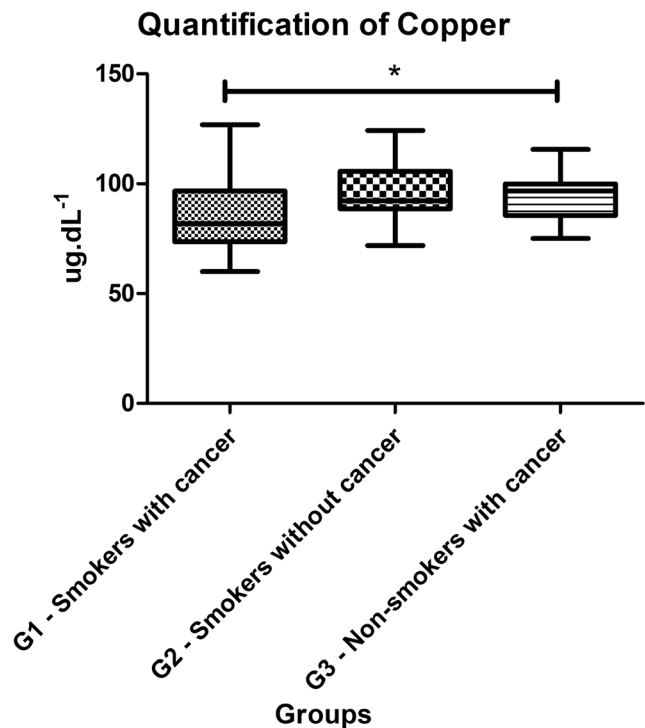 Quantification of Copper
*
150
100
50
0
ug.dL⁻¹
G1 - Smokers with cancer
G2 - Smokers without cancer
G3 - Non-smokers with cancer
Groups